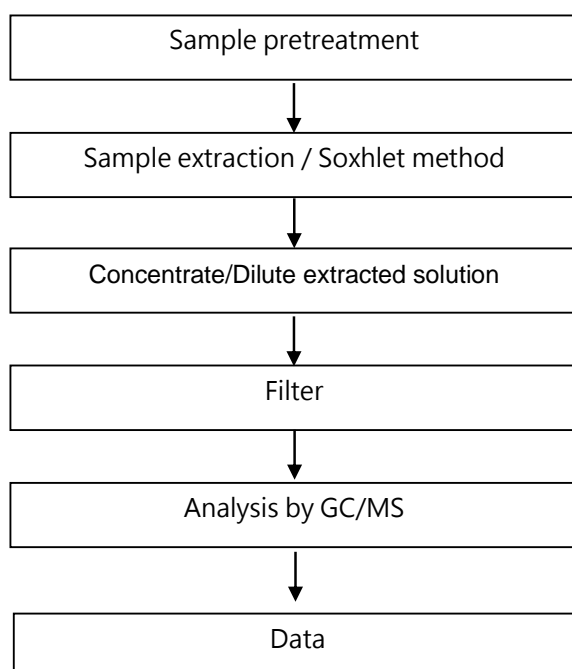 Sample pretreatment
Sample extraction / Soxhlet method
Concentrate/Dilute extracted solution
Filter
Analysis by GC/MS
Data